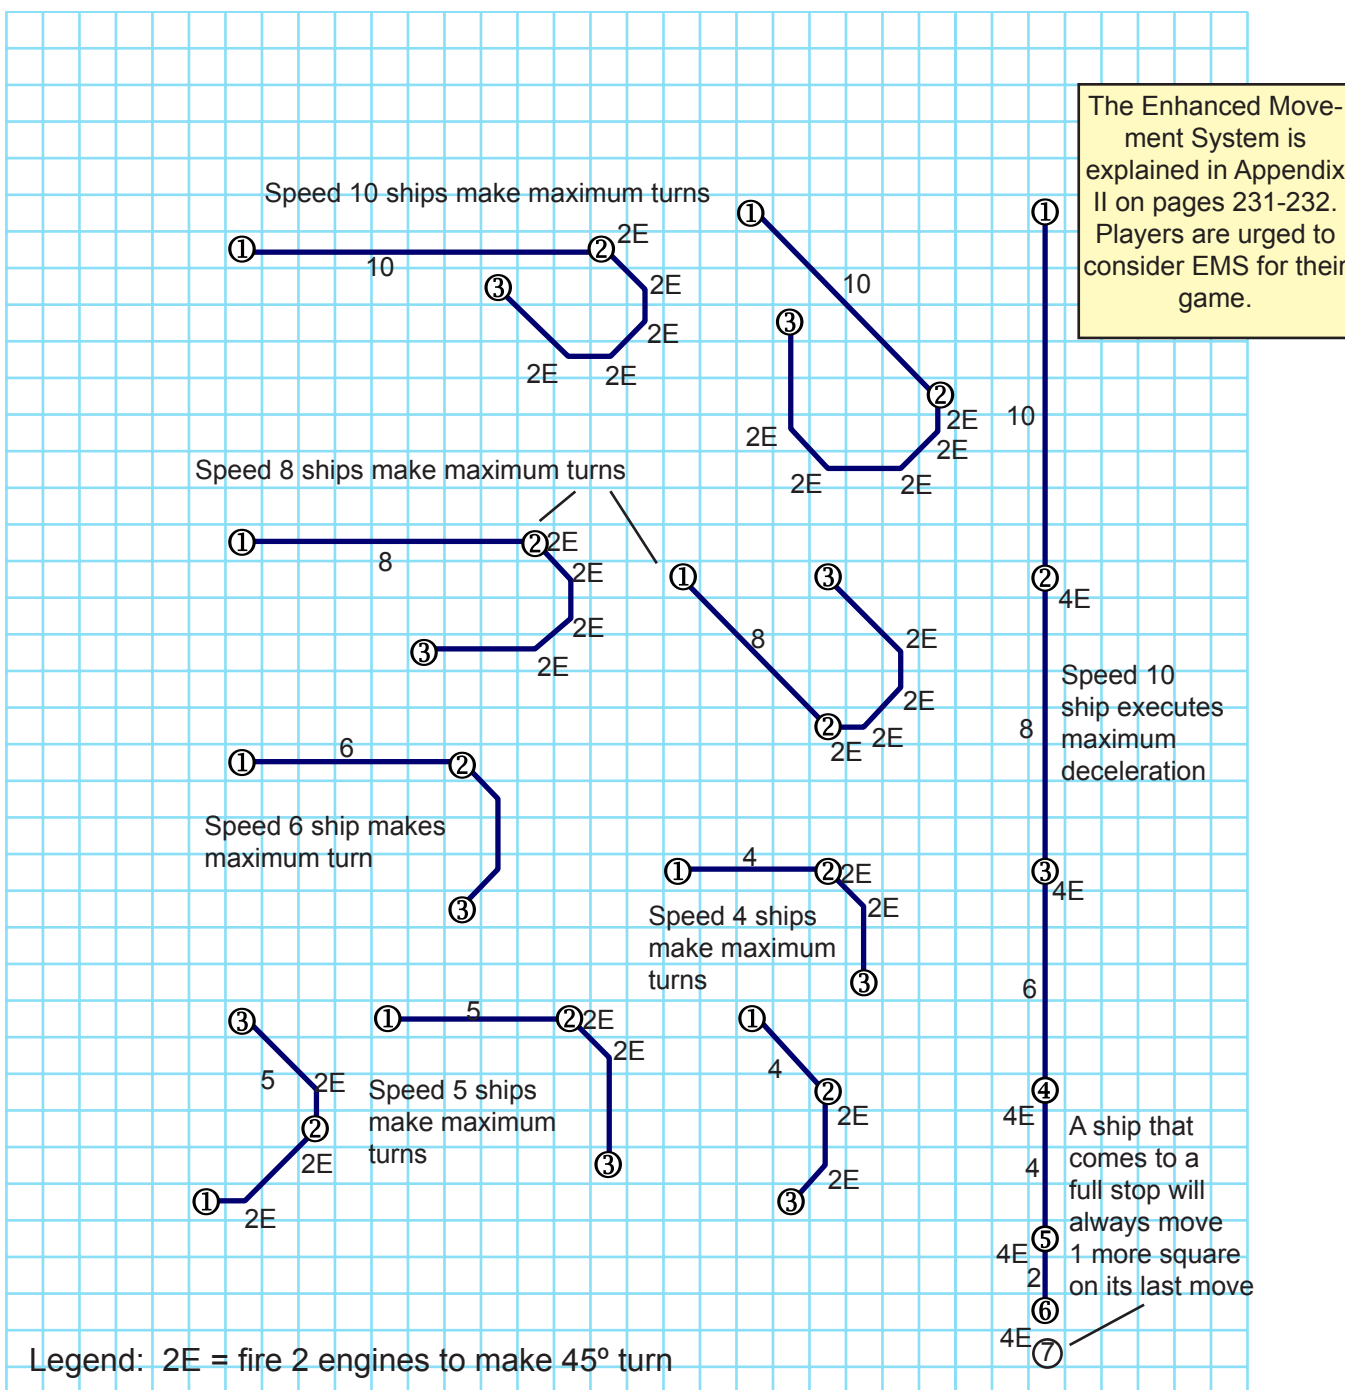 The Enhanced Move-
ment System is
explained in Appendix
II on pages 231-232.
Players are urged to
consider EMS for their
game.
Speed 10 ships make maximum turns
1
10
2
2E
2E
2E
2E
2E
3
1
10
2
2E
2E
2E
2E
2E
3
Speed 8 ships make maximum turns
1
8
2
2E
2E
2E
2E
3
1
8
2
2E
2E
2E
2E
3
1
6
2
3
Speed 6 ship makes
maximum turn
1
4
2
2E
2E
3
Speed 4 ships
make maximum
turns
1
4
2
2E
2E
3
3
5
2E
2
2E
1
2E
1
5
2
2E
2E
3
Speed 5 ships
make maximum
turns
1
10
2
4E
Speed 10
ship executes
maximum
deceleration
8
3
4E
6
4
4E
4
5
4E
2
6
4E
7
A ship that
comes to a
full stop will
always move
1 more square
on its last move
Legend: 2E = fire 2 engines to make 45º turn